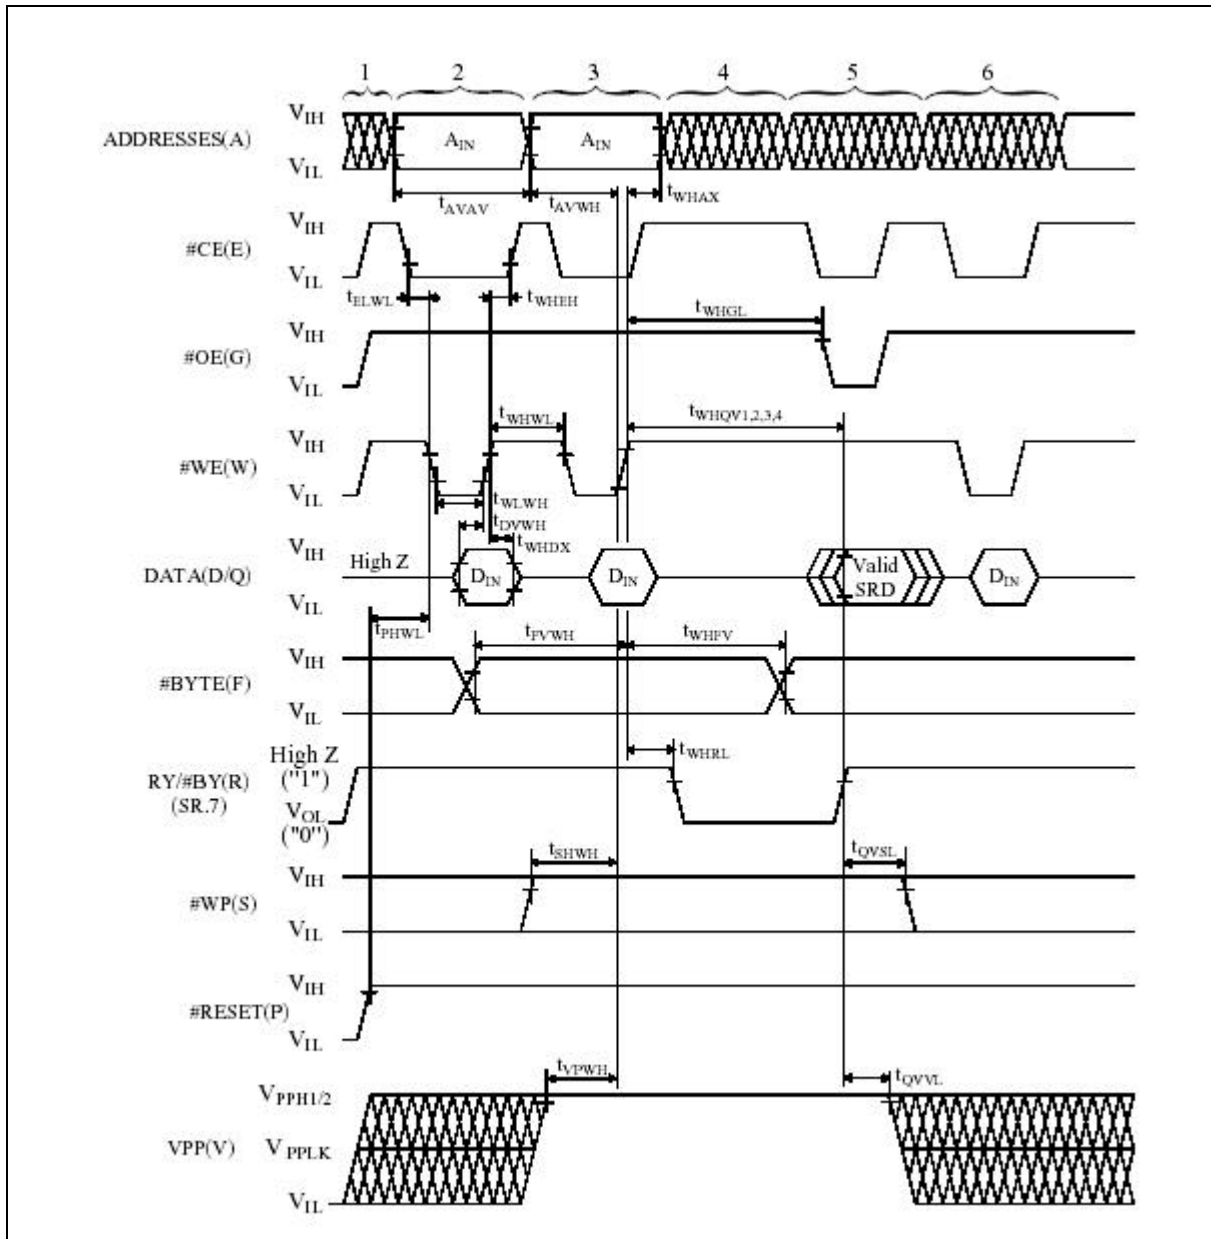 1 2 3 4 5 6
VIH
ADDRESSES(A) AIN AIN
VIL
tAVAV tAVWH tWHAX
VIH
#CE(E)
VIL
tELWL tWHEH tWHGL
VIH
#OE(G)
VIL
tWHWL tWHQV1,2,3,4
VIH
#WE(W)
VIL
tWLWH
tDVWH
tWHDX
VIH
High Z
DATA(D/Q) DIN DIN Valid SRD DIN
VIL
tPHWL tFVWH tWHFV
VIH
#BYTE(F)
VIL
High Z
("1")
tWHRL
RY/#BY(R)
(SR.7)
VOL
("0")
tSHWH tQVSL
VIH
#WP(S)
VIL
VIH
#RESET(P)
VIL
tVPWH tQVVL
VPPH1/2
VPP(V) VPPLK
VIL